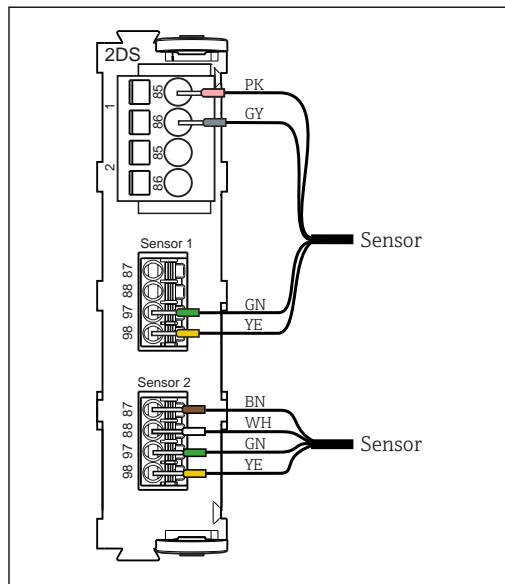 2DS
1
85
PK
86
GY
2
85
86
Sensor
Sensor 1
87
88
97
GN
98
YE
Sensor 2
87
BN
88
WH
Sensor
97
GN
98
YE